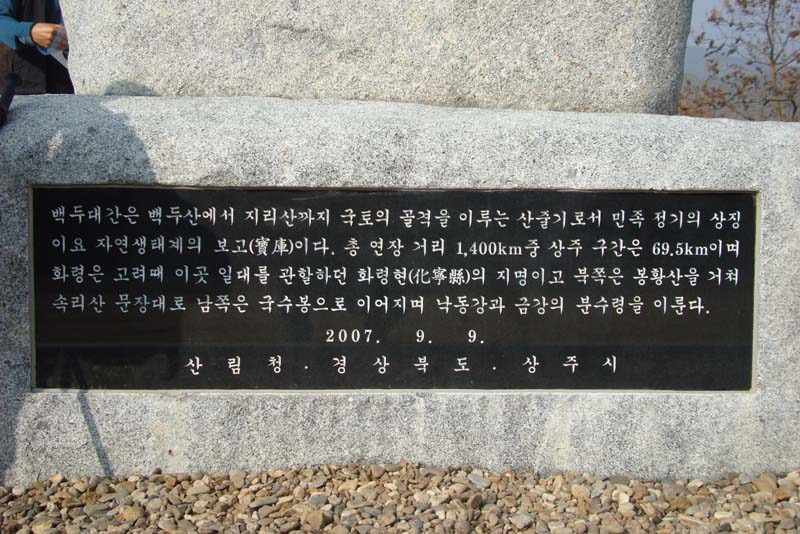 백두대간은 백두산에서 지리산까지 국토의 골격을 이루는 산줄기로서 민족 정기의 상징
이요 자연생태계의 보고(寶庫)이다. 총 연장 거리 1,400km중 상주 구간은 69.5km이며
화령은 고려때 이곳 일대를 관할하던 화령현(化寧縣)의 지명이고 북쪽은 봉황산을 거쳐
속리산 문장대로 남쪽은 국수봉으로 이어지며 낙동강과 금강의 분수령을 이룬다.
2007. 9. 9.
산림청·경상북도·상주시